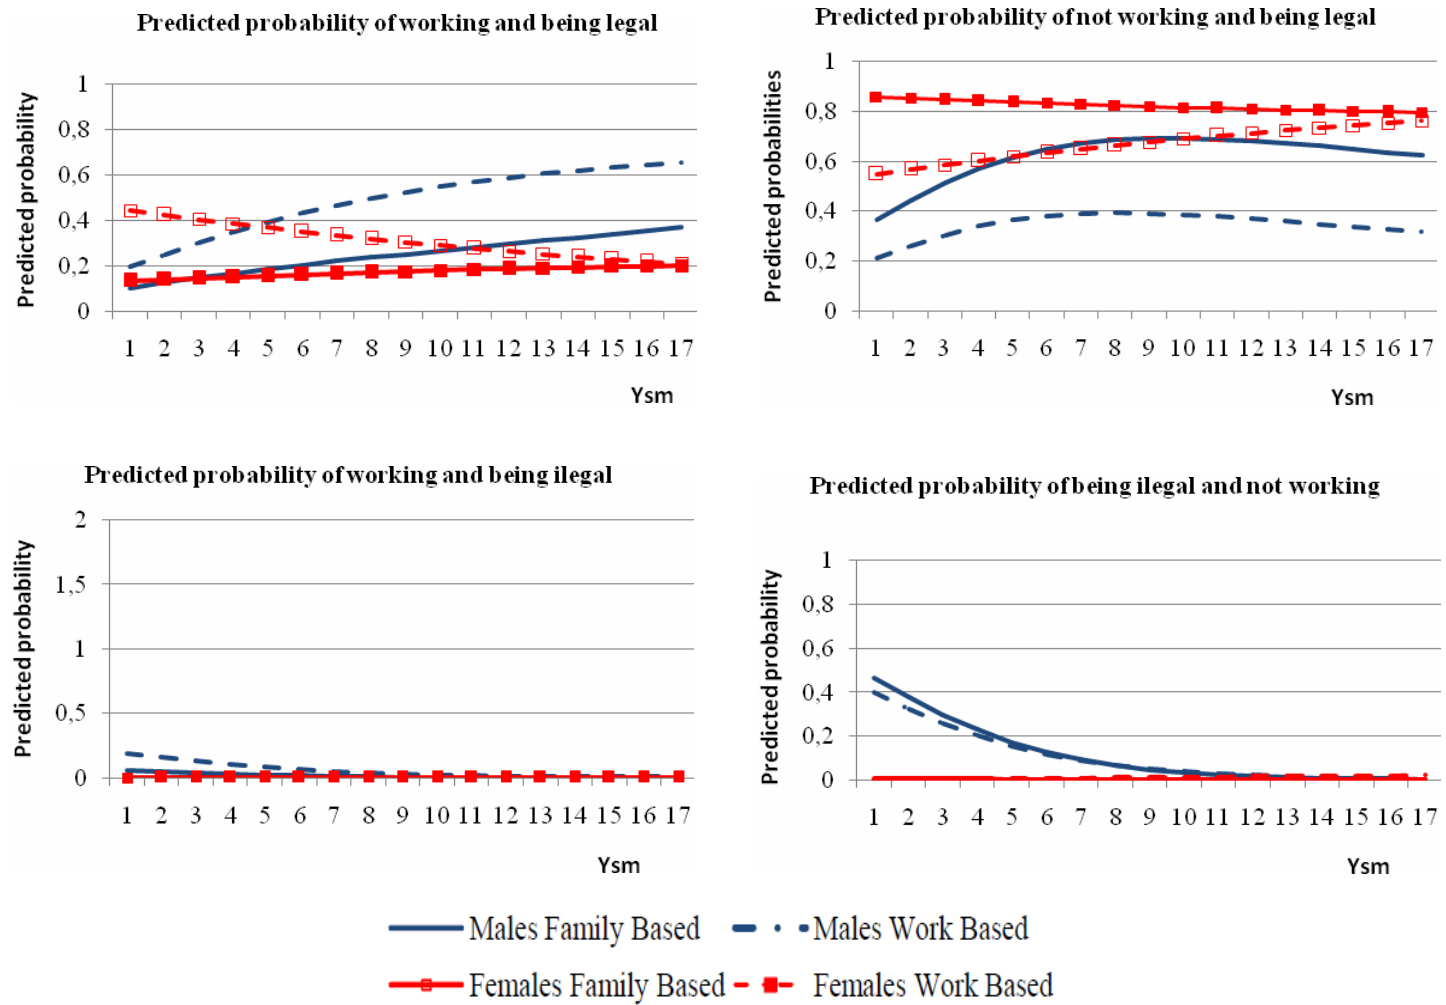 Predicted probability of working and being legal
Predicted probability
1
0,8
0,6
0,4
0,2
0
1 2 3 4 5 6 7 8 9 10 11 12 13 14 15 16 17
Ysm
Predicted probability of not working and being legal
Predicted probabilities
1
0,8
0,6
0,4
0,2
0
1 2 3 4 5 6 7 8 9 10 11 12 13 14 15 16 17
Ysm
Predicted probability of working and being ilegal
Predicted probability
2
1,5
1
0,5
0
1 2 3 4 5 6 7 8 9 10 11 12 13 14 15 16 17
Ysm
Predicted probability of being ilegal and not working
Predicted probability
1
0,8
0,6
0,4
0,2
0
1 2 3 4 5 6 7 8 9 10 11 12 13 14 15 16 17
Ysm
Males Family Based Males Work Based
Females Family Based Females Work Based